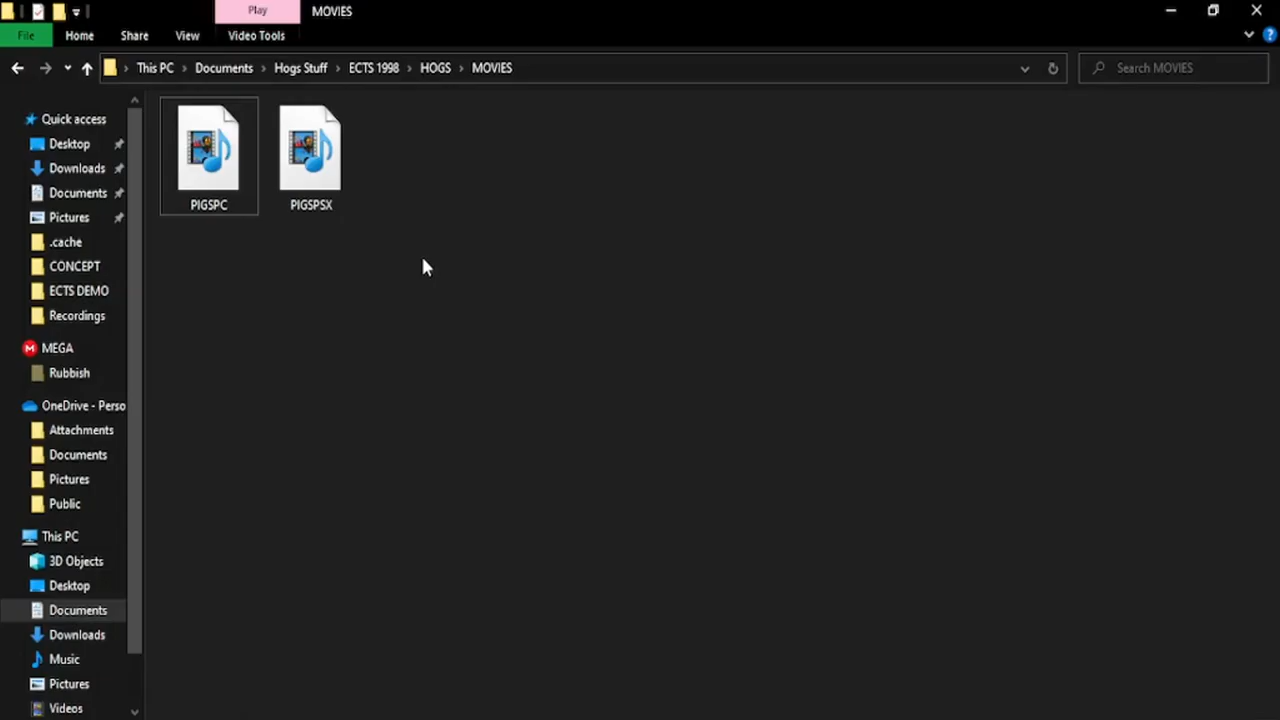 Play
MOVIES
File
Home
Share
View
Video Tools
?
This PC
Documents
Hogs Stuff
ECTS 1998
HOGS
MOVIES
Search MOVIES
Quick access
Desktop
Downloads
Documents
Pictures
.cache
CONCEPT
ECTS DEMO
Recordings
M
MEGA
Rubbish
OneDrive - Perso
Attachments
Documents
Pictures
Public
This PC
3D Objects
Desktop
Documents
Downloads
Music
Pictures
Videos
PIGSPC
PIGSPSX